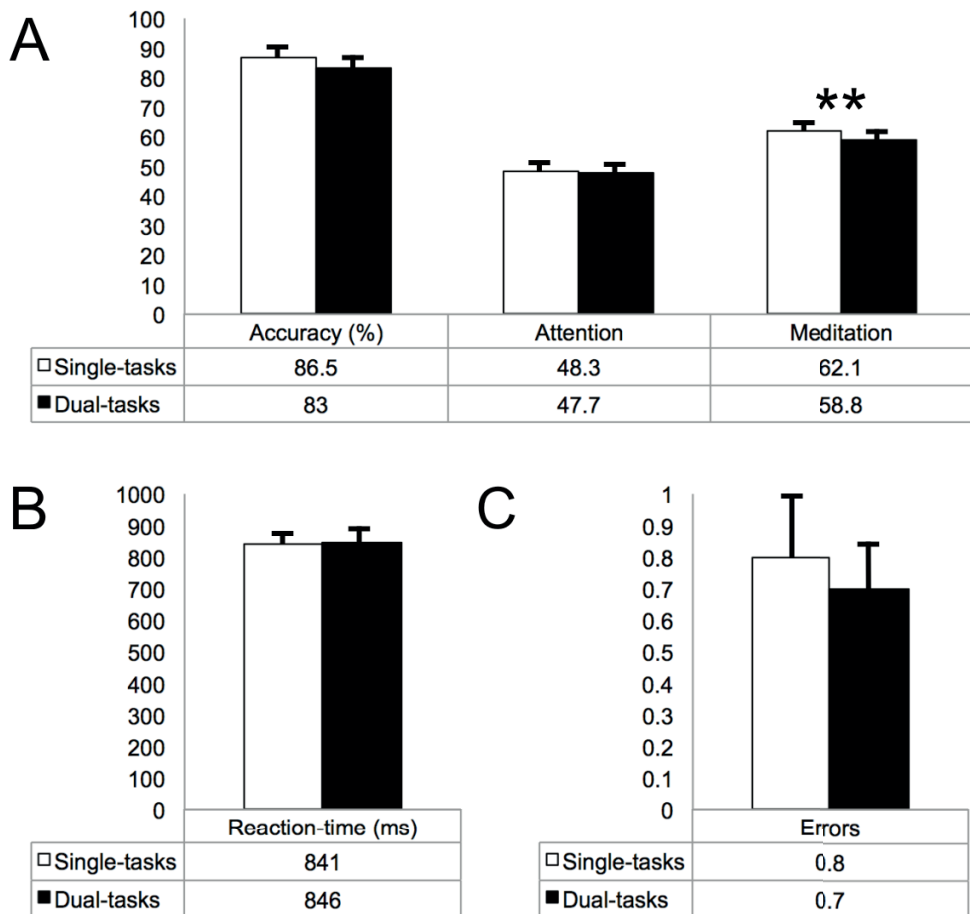 A
100
90
80
70
60
50
40
30
20
10
0
**
Accuracy (%) Attention Meditation
Single-tasks 86.5 48.3 62.1
Dual-tasks 83 47.7 58.8
B
1000
900
800
700
600
500
400
300
200
100
0
Reaction-time (ms)
Single-tasks 841
Dual-tasks 846
C
1
0.9
0.8
0.7
0.6
0.5
0.4
0.3
0.2
0.1
0
Errors
Single-tasks 0.8
Dual-tasks 0.7